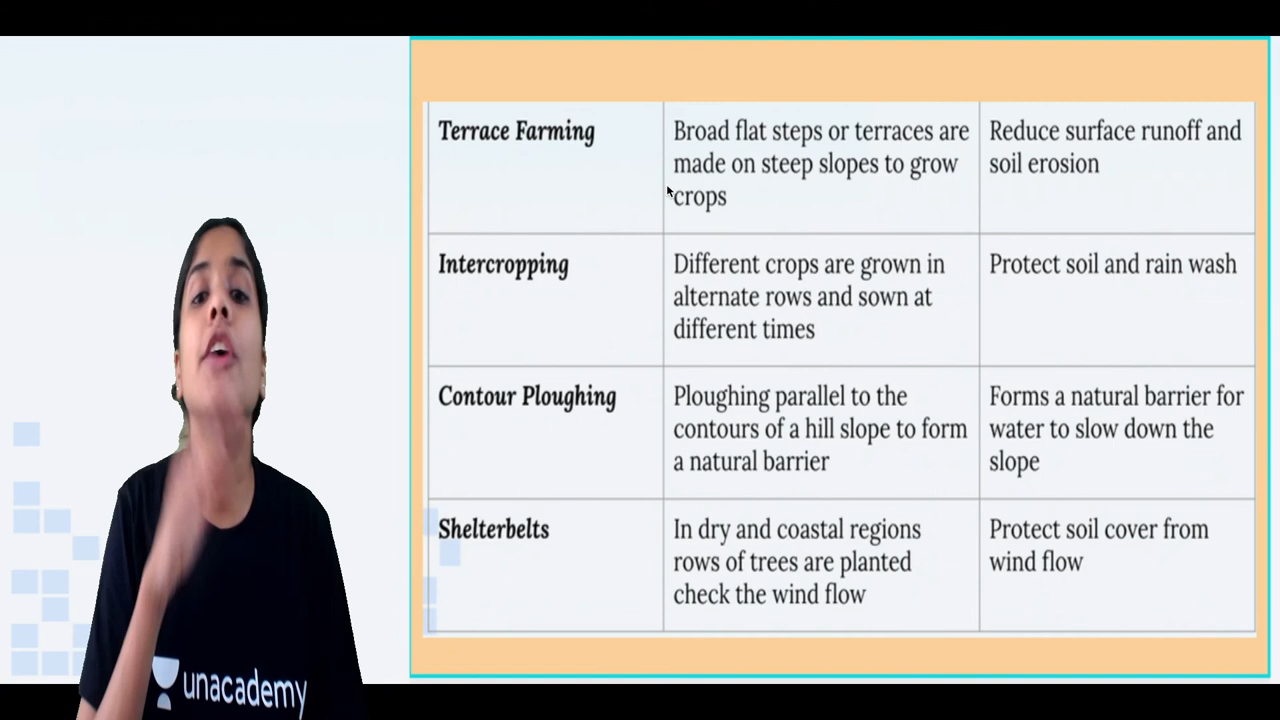 Terrace Farming
Broad flat steps or terraces are
made on steep slopes to grow
crops
Reduce surface runoff and
soil erosion
Intercropping
Different crops are grown in
alternate rows and sown at
different times
Protect soil and rain wash
Contour Ploughing
Ploughing parallel to the
contours of a hill slope to form
a natural barrier
Forms a natural barrier for
water to slow down the
slope
Shelterbelts
In dry and coastal regions
rows of trees are planted
check the wind flow
Protect soil cover from
wind flow
unacademy